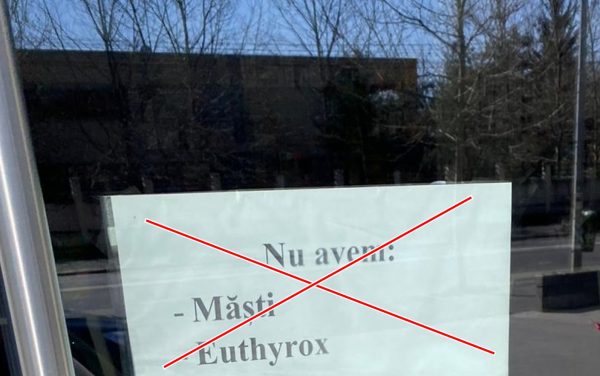 Nu avem:
- Măști
- Euthyrox